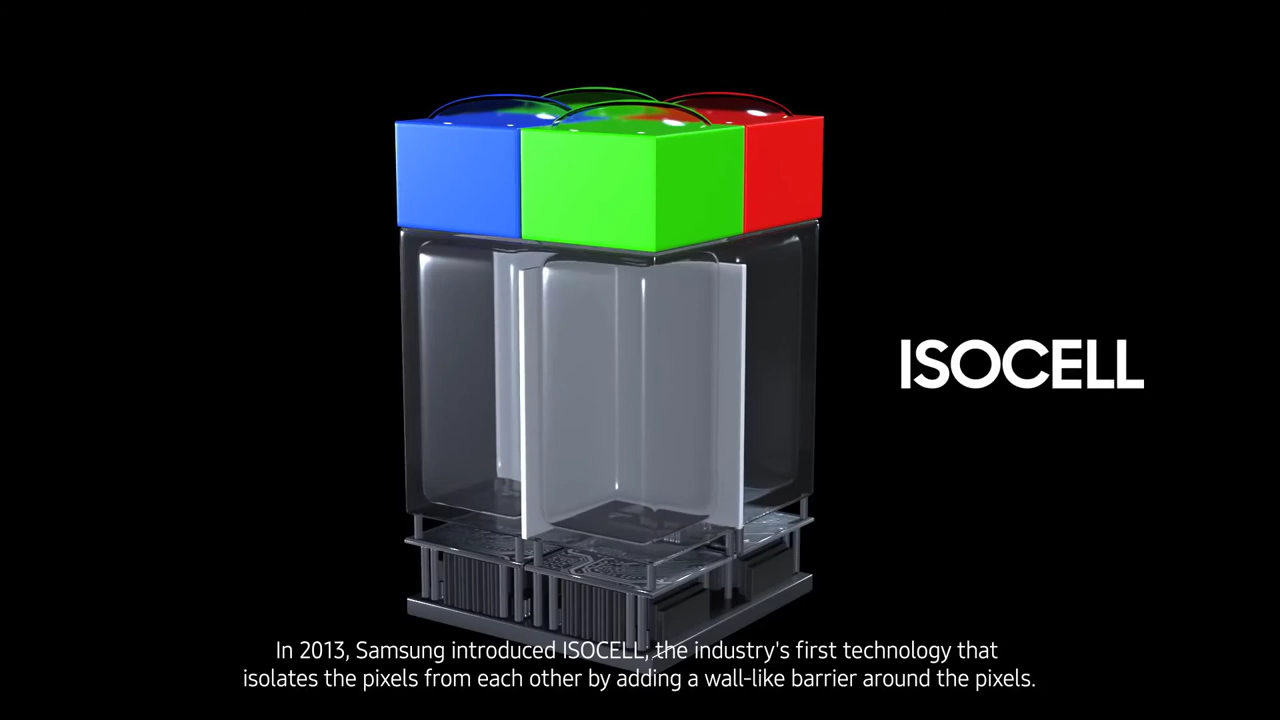 ISOCELL
In 2013, Samsung introduced ISOCELL, the industry's first technology that
isolates the pixels from each other by adding a wall-like barrier around the pixels.